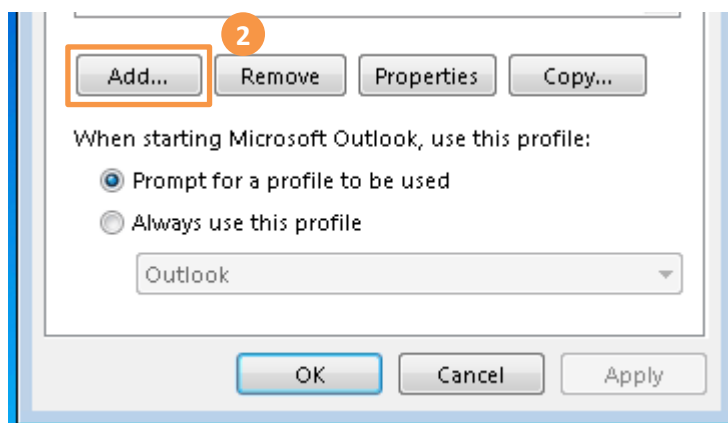 2
Add... Remove Properties Copy...
When starting Microsoft Outlook, use this profile:
Prompt for a profile to be used
Always use this profile
Outlook
OK Cancel Apply